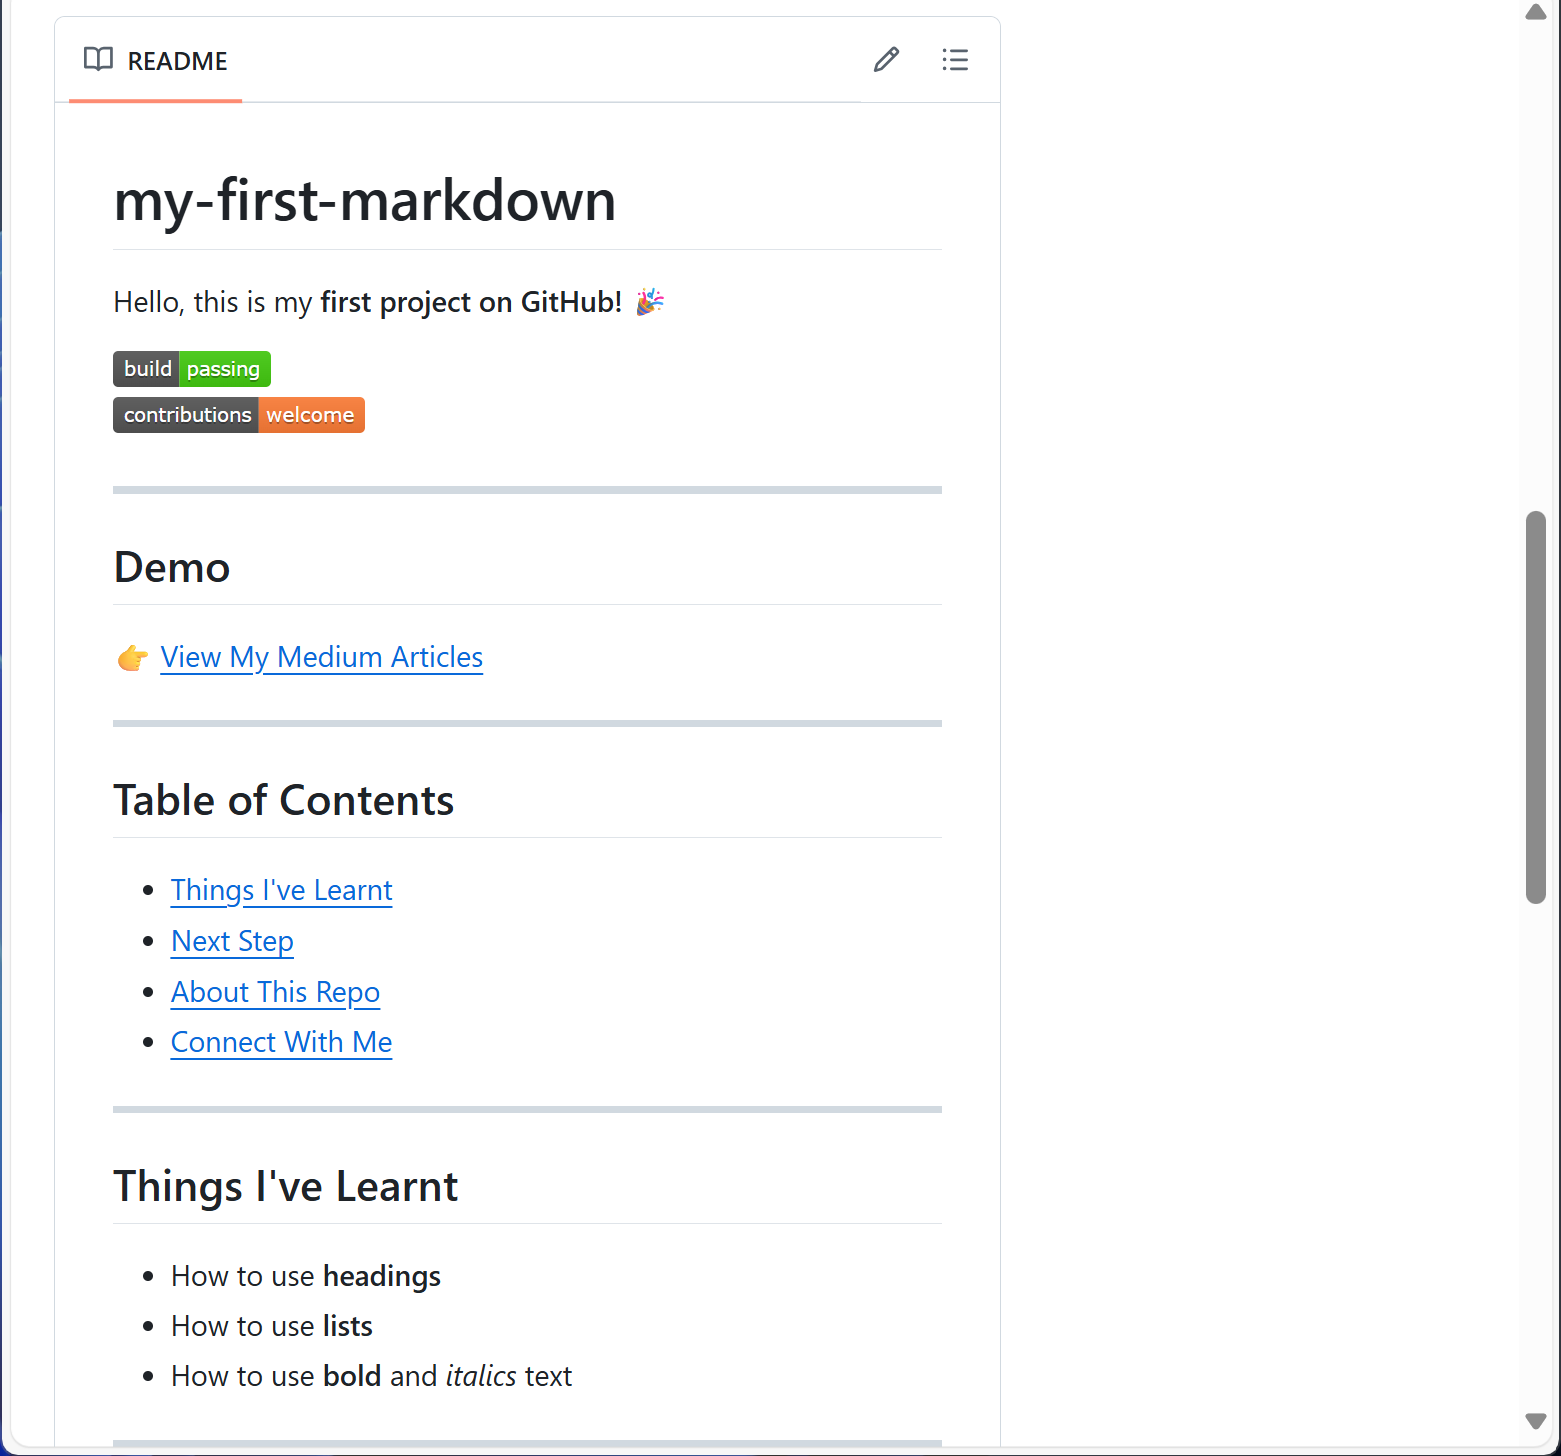 README
my-first-markdown
Hello, this is my first project on GitHub! 🎉
build passing
contributions welcome
Demo
👉 View My Medium Articles
Table of Contents
Things I've Learnt
Next Step
About This Repo
Connect With Me
Things I've Learnt
How to use headings
How to use lists
How to use bold and italics text